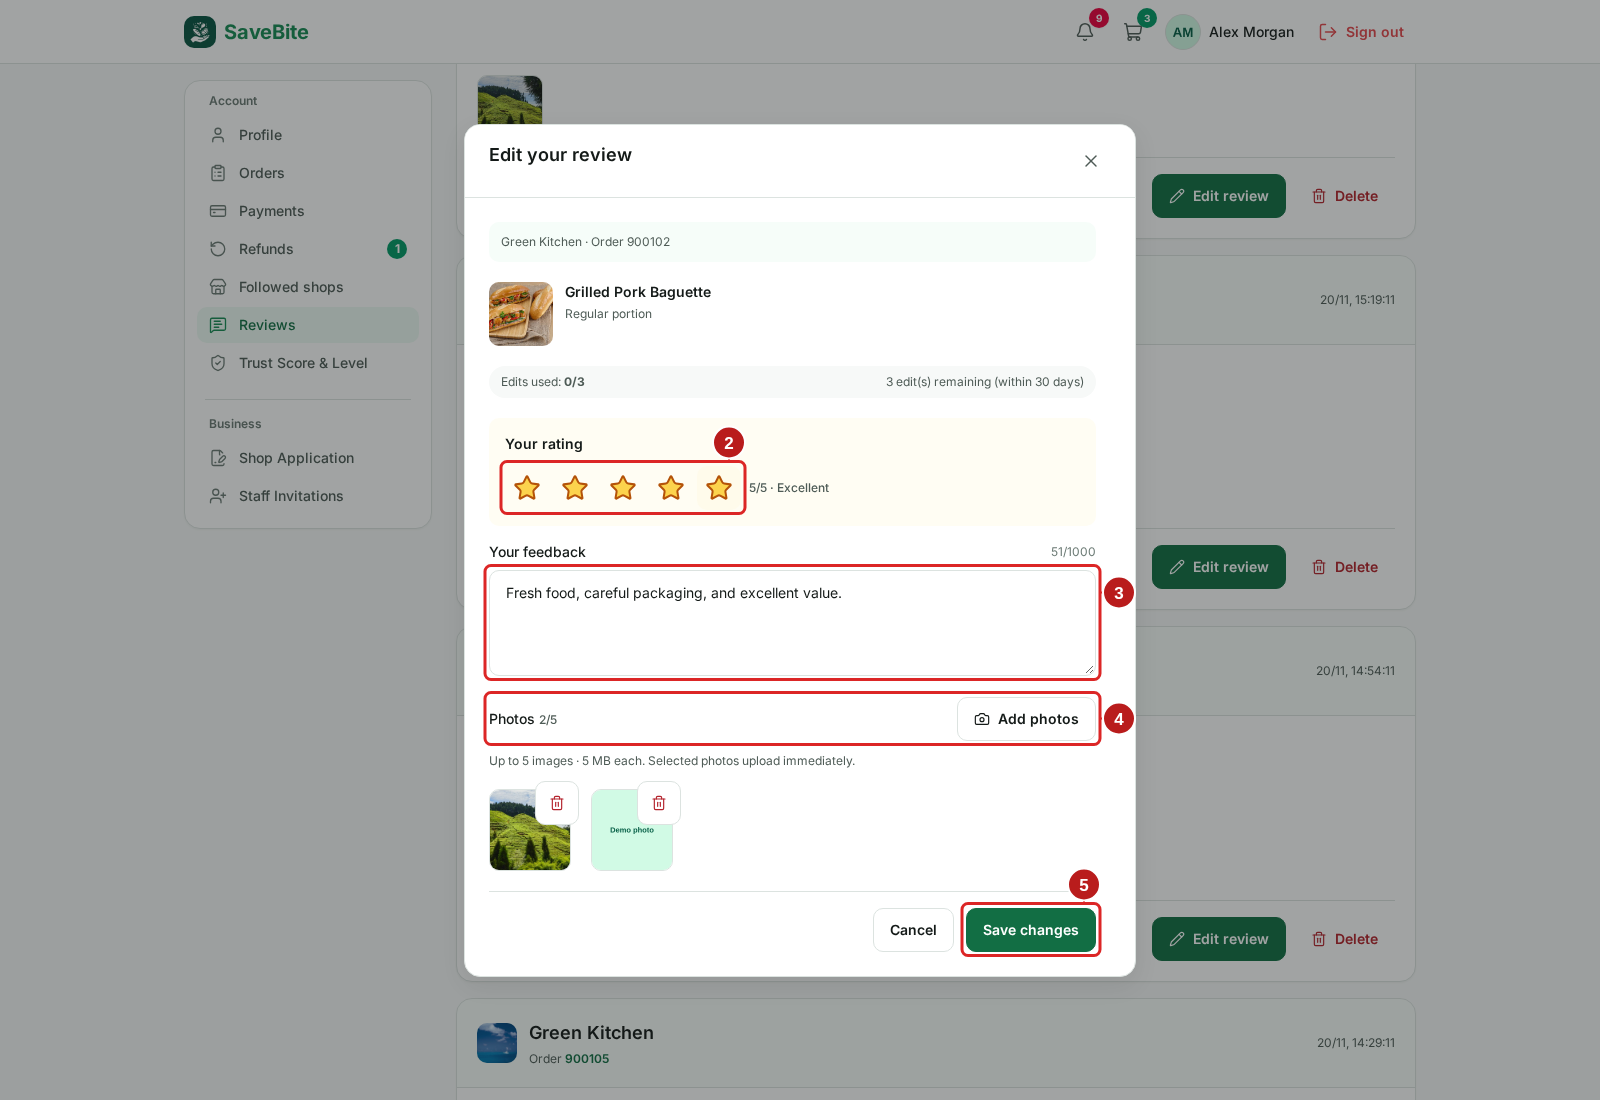 SaveBite
9
3
AM
Alex Morgan
Sign out
Account
Profile
Orders
Payments
Refunds
1
Followed shops
Reviews
Trust Score & Level
Business
Shop Application
Staff Invitations
Edit review
Delete
20/11, 15:19:11
Edit review
Delete
20/11, 14:54:11
Edit review
Delete
Green Kitchen
Order 900105
20/11, 14:29:11
Edit your review
Green Kitchen · Order 900102
Grilled Pork Baguette
Regular portion
Edits used: 0/3
3 edit(s) remaining (within 30 days)
Your rating
2
5/5 · Excellent
Your feedback
51/1000
Fresh food, careful packaging, and excellent value.
3
Photos 2/5
Add photos
4
Up to 5 images · 5 MB each. Selected photos upload immediately.
Demo photo
5
Cancel
Save changes